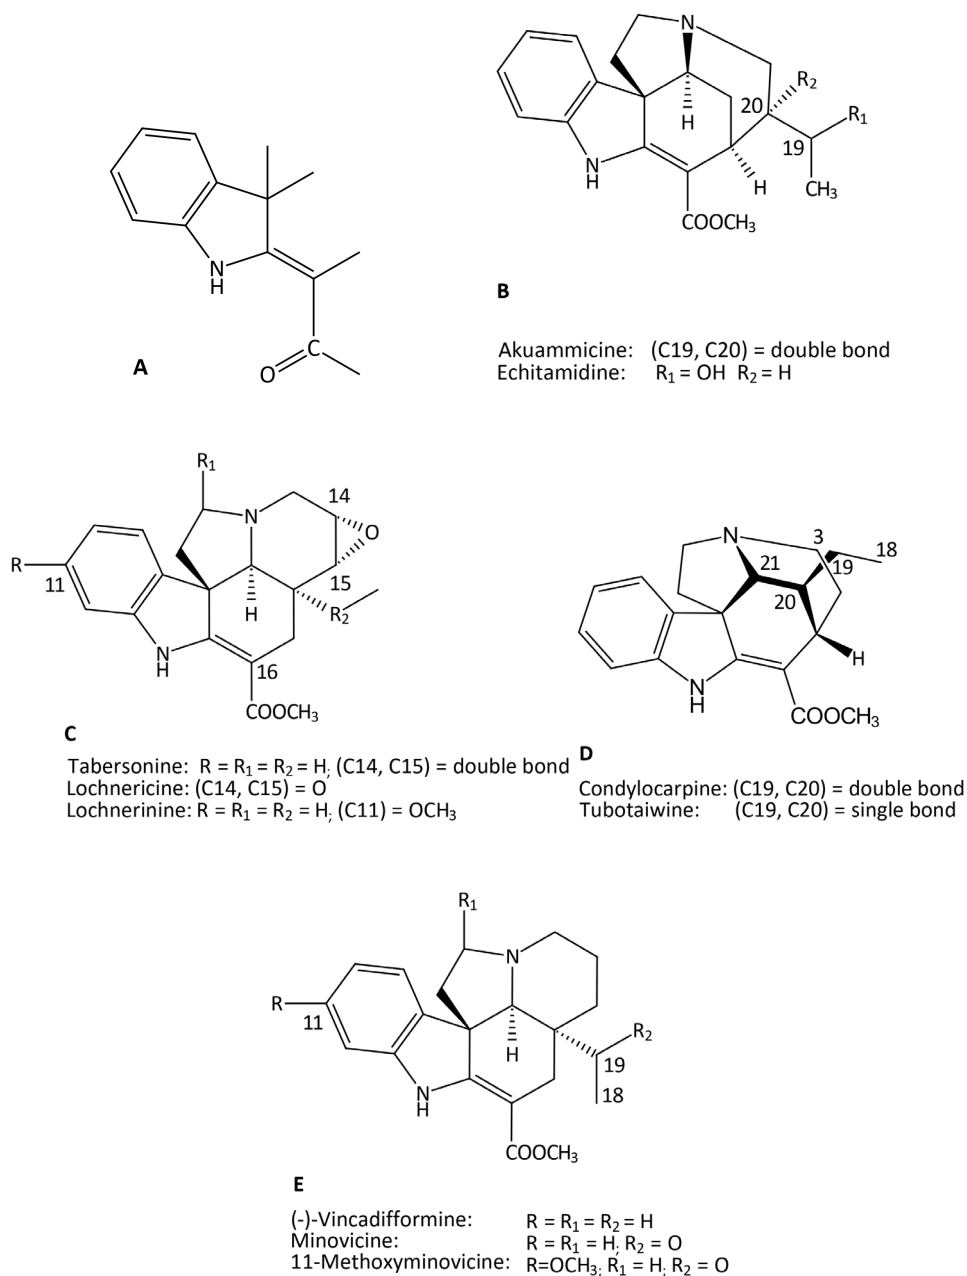 N
H
O
C
A
N
H
N
H
H
20
R₂
R₁
19
CH₃
COOCH₃
B
Akuammicine: (C19, C20) = double bond
Echitamidine: R₁ = OH R₂ = H
R₁
N
14
O
15
R
11
H
R₂
N
H
16
COOCH₃
C
Tabersonine: R = R₁ = R₂ = H; (C14, C15) = double bond
Lochnericine: (C14, C15) = O
Lochnerinine: R = R₁ = R₂ = H; (C11) = OCH₃
N
3
18
21
19
20
H
N
H
COOCH₃
D
Condylocarpine: (C19, C20) = double bond
Tubotaiwine: (C19, C20) = single bond
R₁
N
R
11
R₂
H
19
18
N
H
COOCH₃
E
(-)-Vincadifformine: R = R₁ = R₂ = H
Minovicine: R = R₁ = H; R₂ = O
11-Methoxyminovicine: R=OCH₃; R₁ = H; R₂ = O